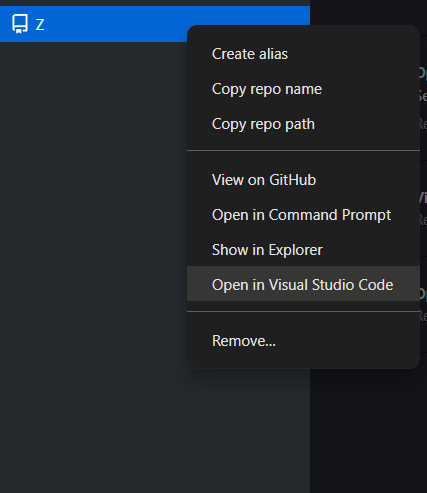 Z
Create alias
Copy repo name
Copy repo path
View on GitHub
Open in Command Prompt
Show in Explorer
Open in Visual Studio Code
Remove...